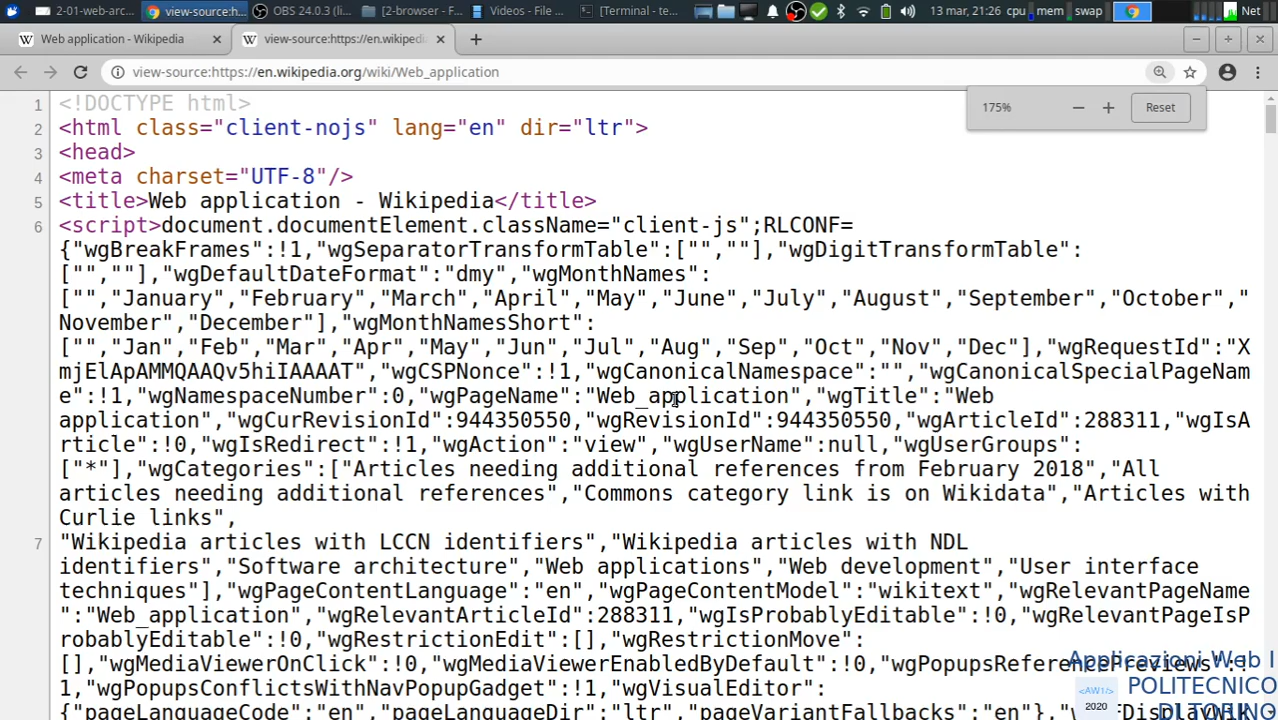 2-01-web-arc...
view-source:h...
OBS 24.0.3 (li...
[2-browser - F...
Videos - File ...
[Terminal - te...
13 mar, 21:26
cpu
mem
swap
Net
Web application - Wikipedia
view-source:https://en.wikipedi
view-source:https://en.wikipedia.org/wiki/Web_application
175%
Reset
1 <!DOCTYPE html>
2 <html class="client-nojs" lang="en" dir="ltr">
3 <head>
4 <meta charset="UTF-8"/>
5 <title>Web application - Wikipedia</title>
6 <script>document.documentElement.className="client-js";RLCONF=
{"wgBreakFrames":!1,"wgSeparatorTransformTable":["",""],"wgDigitTransformTable":
["",""],"wgDefaultDateFormat":"dmy","wgMonthNames":
["","January","February","March","April","May","June","July","August","September","October","
November","December"],"wgMonthNamesShort":
["","Jan","Feb","Mar","Apr","May","Jun","Jul","Aug","Sep","Oct","Nov","Dec"],"wgRequestId":"X
mjElApAMMQAAQv5hiIAAAAT","wgCSPNonce":!1,"wgCanonicalNamespace":"","wgCanonicalSpecialPageNam
e":!1,"wgNamespaceNumber":0,"wgPageName":"Web_application","wgTitle":"Web
application","wgCurRevisionId":944350550,"wgRevisionId":944350550,"wgArticleId":288311,"wgIsA
rticle":!0,"wgIsRedirect":!1,"wgAction":"view","wgUserName":null,"wgUserGroups":
["*"],"wgCategories":["Articles needing additional references from February 2018","All
articles needing additional references","Commons category link is on Wikidata","Articles with
Curlie links",
7 "Wikipedia articles with LCCN identifiers","Wikipedia articles with NDL
identifiers","Software architecture","Web applications","Web development","User interface
techniques"],"wgPageContentLanguage":"en","wgPageContentModel":"wikitext","wgRelevantPageName
":"Web_application","wgRelevantArticleId":288311,"wgIsProbablyEditable":!0,"wgRelevantPageIsP
robablyEditable":!0,"wgRestrictionEdit":[],"wgRestrictionMove":
[],"wgMediaViewerOnClick":!0,"wgMediaViewerEnabledByDefault":!0,"wgPopupsReferencePreviews":!
1,"wgPopupsConflictsWithNavPopupGadget":!1,"wgVisualEditor":
{"pageLanguageCode":"en","pageLanguageDir":"ltr","pageVariantFallbacks":"en"},
Applicazioni Web I
POLITECNICO
DI TORINO
<AW1/>
2020